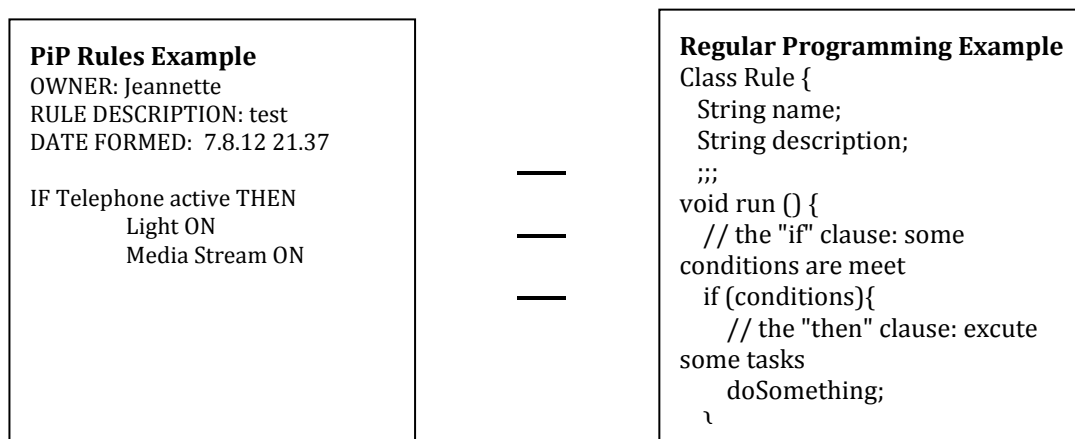 PiP Rules Example
OWNER: Jeannette
RULE DESCRIPTION: test
DATE FORMED:  7.8.12 21.37
IF Telephone active THEN
Light ON
Media Stream ON
Regular Programming Example
Class Rule {
String name;
String description;
;;;
void run () {
// the "if" clause: some
conditions are meet
if (conditions){
// the "then" clause: excute
some tasks
doSomething;
}